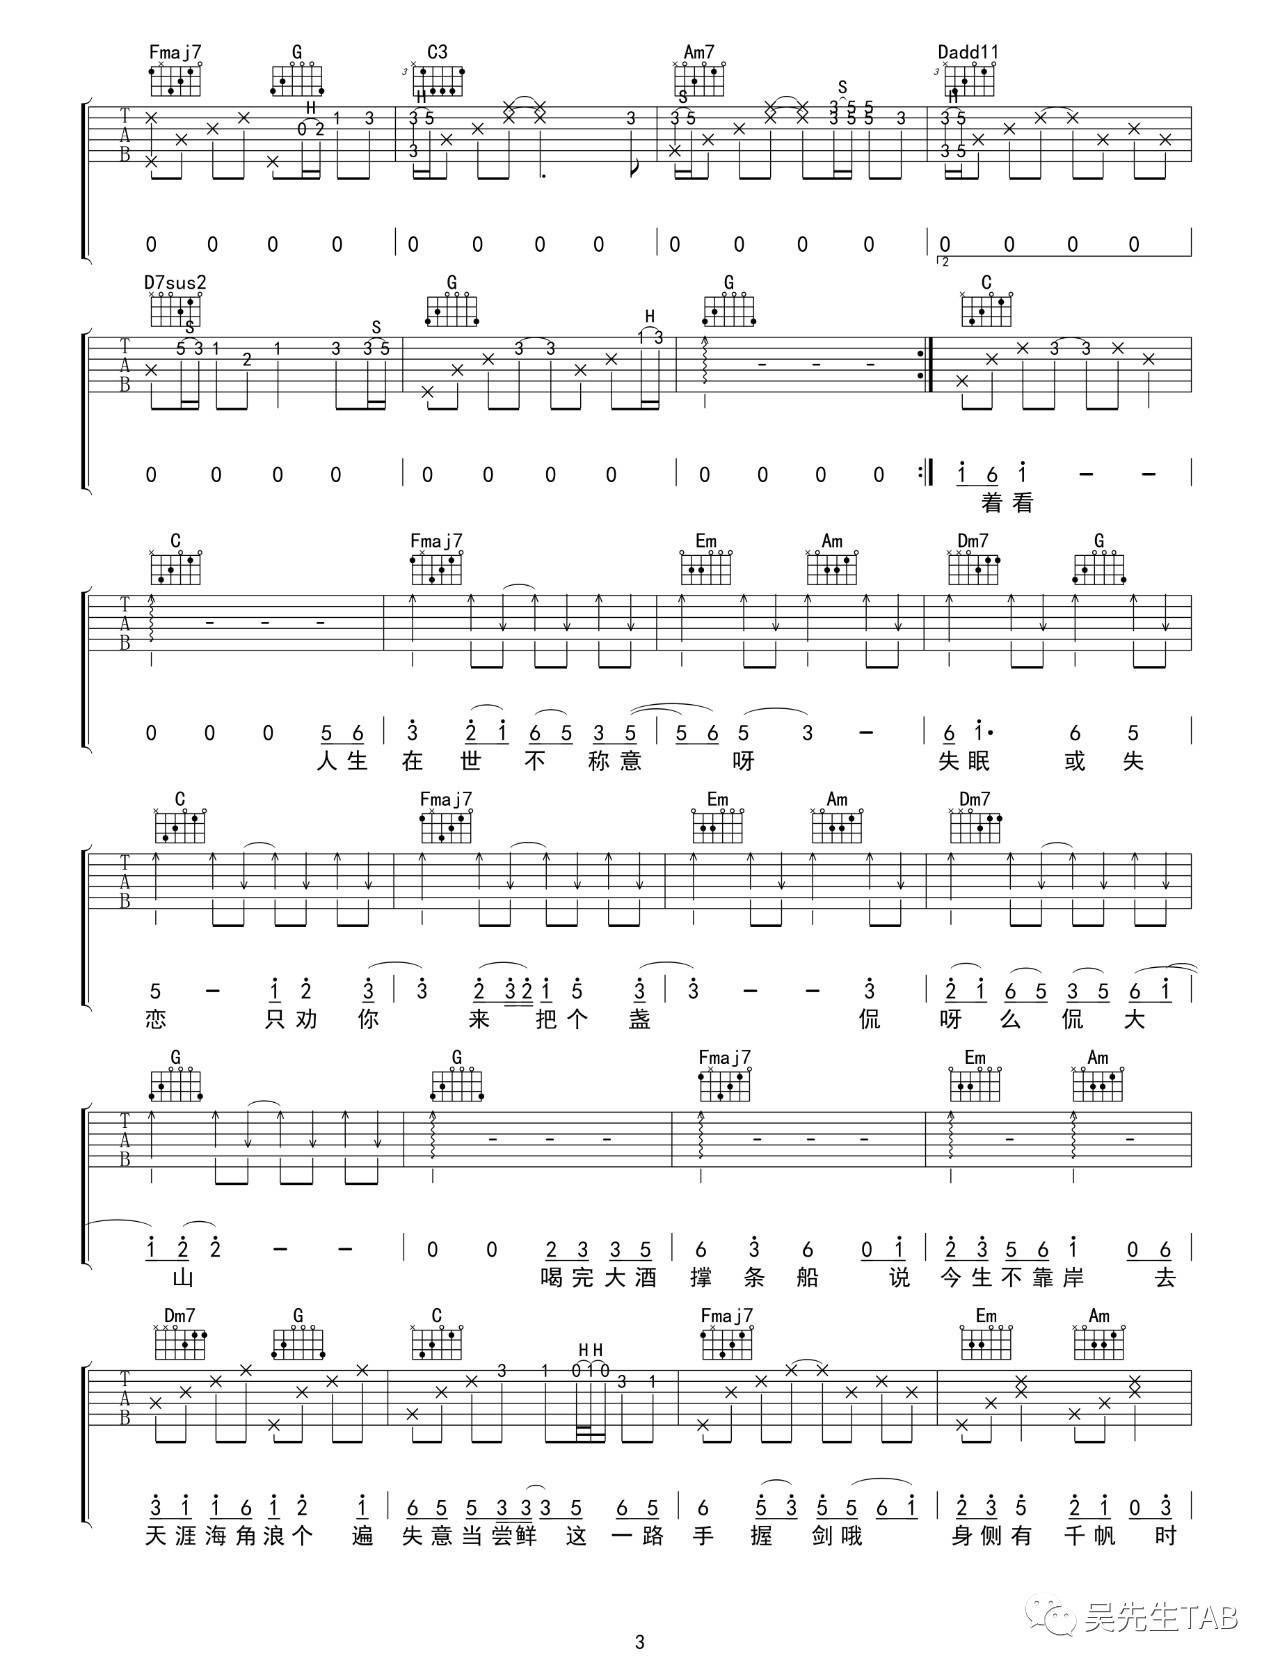 Fmaj7 G C3 Am7 Dadd11
3 3 3
H H S S H
T A B 0 2 1 3 3 5 3 3 3 5 3 5 5 3 5 5 3 3 5 3 5
0 0 0 0 0 0 0 0 0 0 0 0 0 0 0 0
2
D7sus2 G G C
S S H
T A B 5 3 1 2 1 3 3 5 3 3 1 3 3 3
0 0 0 0 0 0 0 0 0 0 0 0 1 6 1 - -
着看
C Fmaj7 Em Am Dm7 G
T A B - - -
0 0 0 5 6 3 2 1 6 5 3 5 5 6 5 3 - 6 1· 6 5
人生 在 世 不 称意 呀 失眠 或 失
C Fmaj7 Em Am Dm7
T A B
5 - 1 2 3 3 2 3 2 1 5 3 3 - - 3 2 1 6 5 3 5 6 1
恋 只劝 你 来 把个 盏 侃 呀 么 侃 大
G G Fmaj7 Em Am
T A B - - - - - - - -
1 2 2 - - 0 0 2 3 3 5 6 3 6 0 1 2 3 5 6 1 0 6
山 喝完大酒 撑 条 船 说 今生不靠岸 去
Dm7 G C Fmaj7 Em Am
H H
T A B 3 1 0 1 0 3 1
3 1 1 6 1 2 1 6 5 5 3 3 3 5 6 5 6 5 3 5 5 6 1 2 3 5 2 1 0 3
天涯海角浪个 遍 失意当尝鲜 这 一路 手 握 剑哦 身侧有 千帆 时
吴先生TAB
3